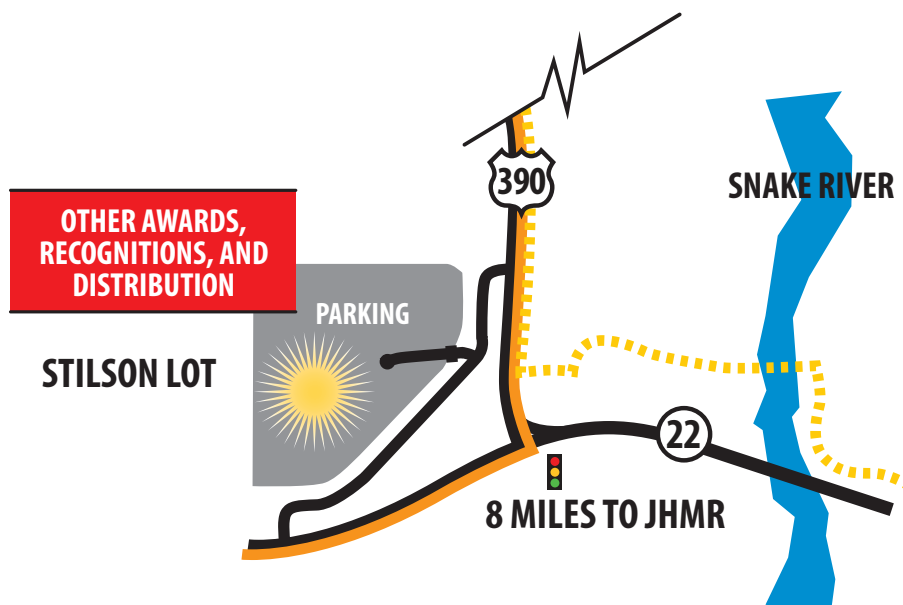 390
SNAKE RIVER
OTHER AWARDS,
RECOGNITIONS, AND
DISTRIBUTION
PARKING
STILSON LOT
22
8 MILES TO JHMR